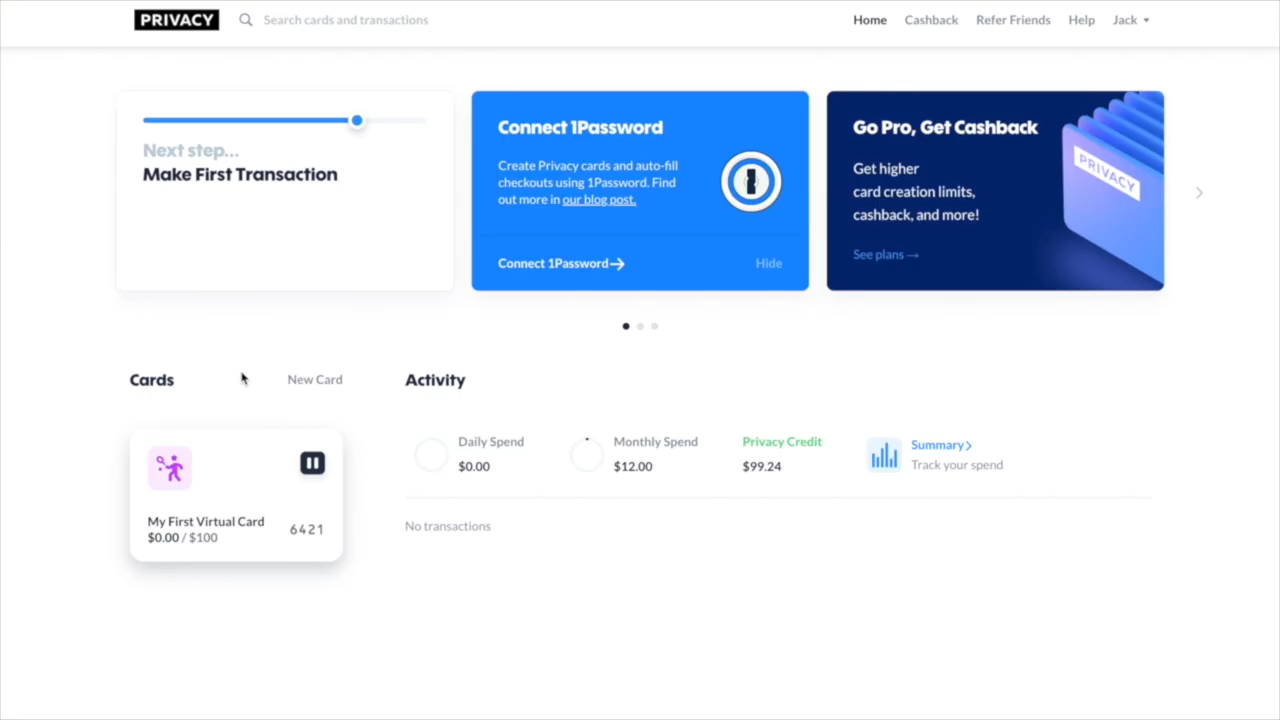 PRIVACY
Search cards and transactions
Home
Cashback
Refer Friends
Help
Jack
Next step...
Make First Transaction
Connect 1Password
Create Privacy cards and auto-fill
checkouts using 1Password. Find
out more in our blog post.
Connect 1Password→
Hide
Go Pro, Get Cashback
Get higher
card creation limits,
cashback, and more!
See plans →
PRIVACY
Cards
New Card
My First Virtual Card
$0.00 / $100
6421
Activity
Daily Spend
$0.00
Monthly Spend
$12.00
Privacy Credit
$99.24
Summary
Track your spend
No transactions